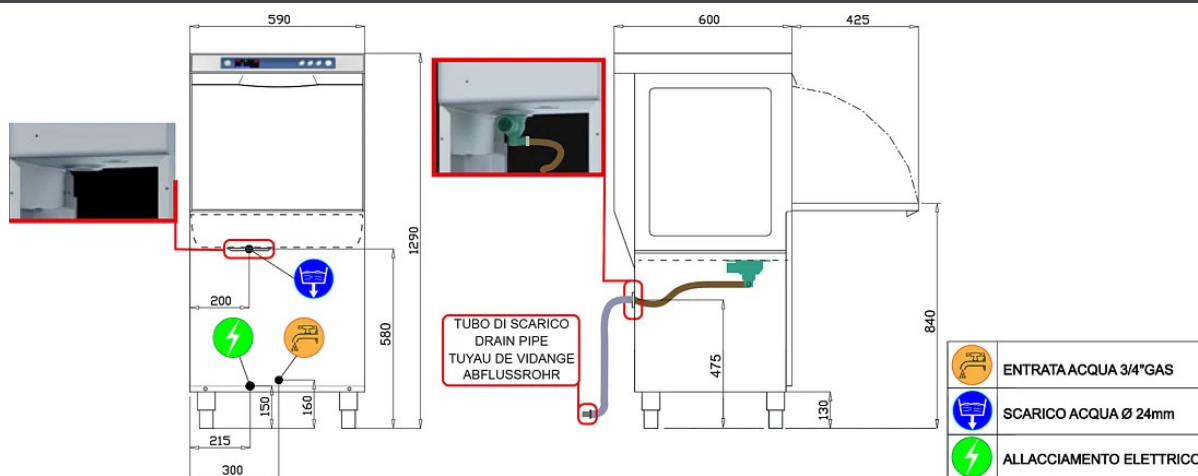 590
600
425
1290
200
580
840
TUBO DI SCARICO
DRAIN PIPE
TUYAU DE VIDANGE
ABFLUSSROHR
475
150
160
130
215
300
ENTRATA ACQUA 3/4"GAS
SCARICO ACQUA Ø 24mm
ALLACCIAMENTO ELETTRICO